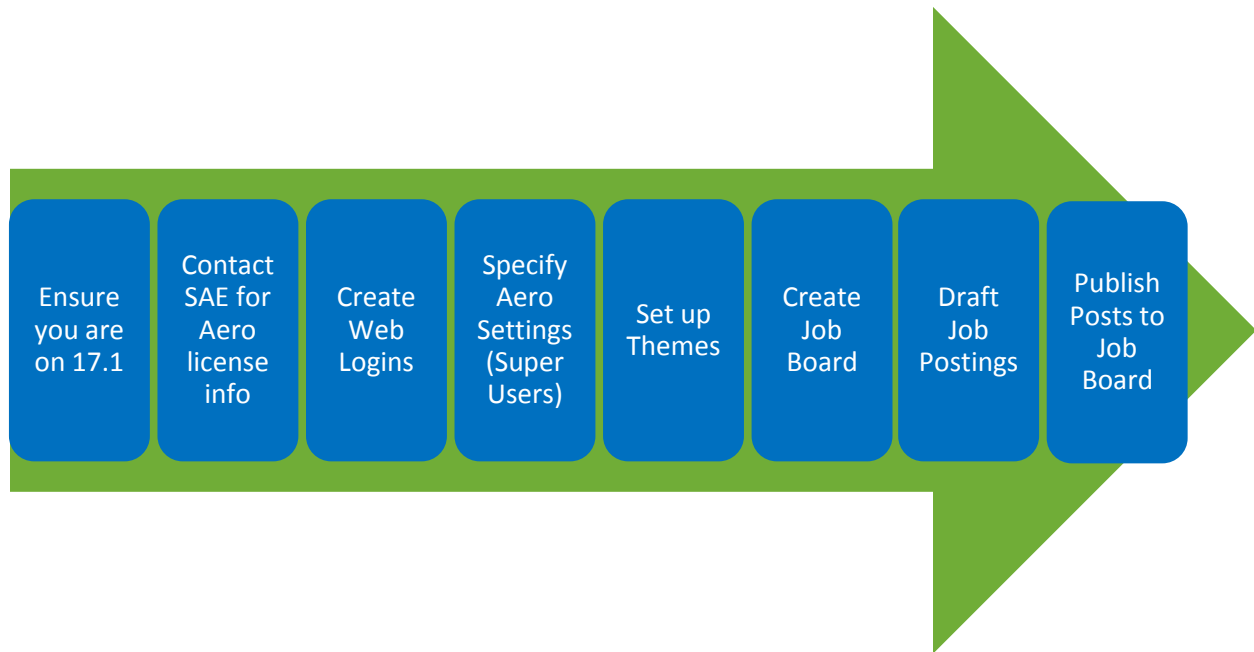 Ensure
you are
on 17.1
Contact
SAE for
Aero
license
info
Create
Web
Logins
Specify
Aero
Settings
(Super
Users)
Set up
Themes
Create
Job
Board
Draft
Job
Postings
Publish
Posts to
Job
Board